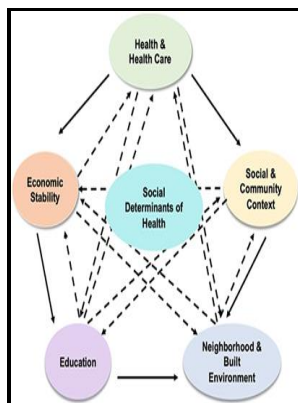 Health &
Health Care
Economic
Stability
Social
Determinants of
Health
Social &
Community
Context
Education
Neighborhood &
Built
Environment